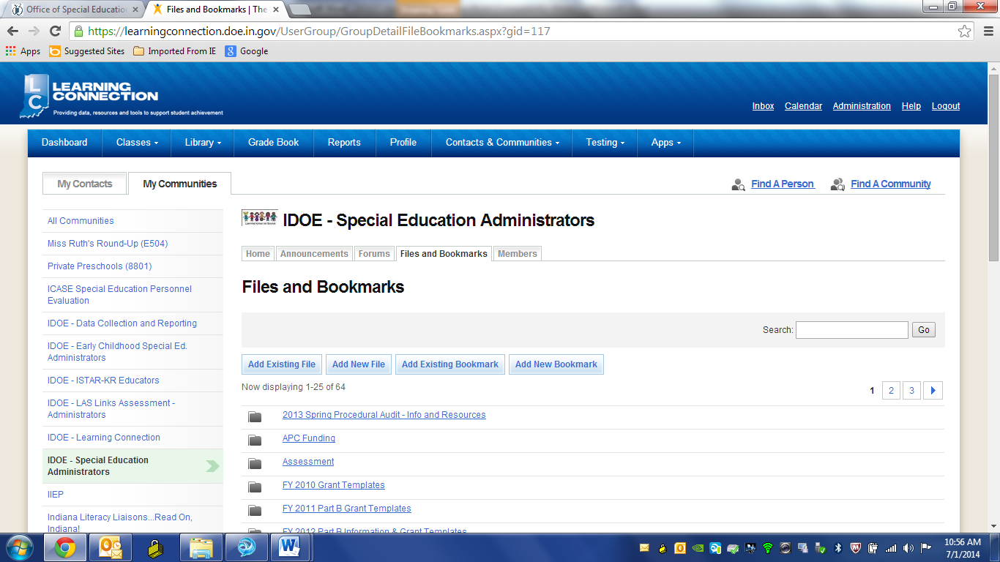 Office of Special Educatio
Files and Bookmarks | The
https://learningconnection.doe.in.gov/UserGroup/GroupDetailFileBookmarks.aspx?gid=117
Apps Suggested Sites Imported From IE Google
LC LEARNING CONNECTION
Providing data, resources and tools to support student achievement
Inbox Calendar Administration Help Logout
Dashboard Classes Library Grade Book Reports Profile Contacts & Communities Testing Apps
My Contacts My Communities
Find A Person Find A Community
All Communities
Miss Ruth's Round-Up (E504)
Private Preschools (8801)
ICASE Special Education Personnel
Evaluation
IDOE - Data Collection and Reporting
IDOE - Early Childhood Special Ed.
Administrators
IDOE - ISTAR-KR Educators
IDOE - LAS Links Assessment -
Administrators
IDOE - Learning Connection
IDOE - Special Education
Administrators
IIEP
Indiana Literacy Liaisons...Read On,
Indiana!
IDOE - Special Education Administrators
Home Announcements Forums Files and Bookmarks Members
Files and Bookmarks
Search: Go
Add Existing File Add New File Add Existing Bookmark Add New Bookmark
Now displaying 1-25 of 64
1 2 3
2013 Spring Procedural Audit - Info and Resources
APC Funding
Assessment
FY 2010 Grant Templates
FY 2011 Part B Grant Templates
FY 2012 Part B Information & Grant Templates
10:56 AM
7/1/2014